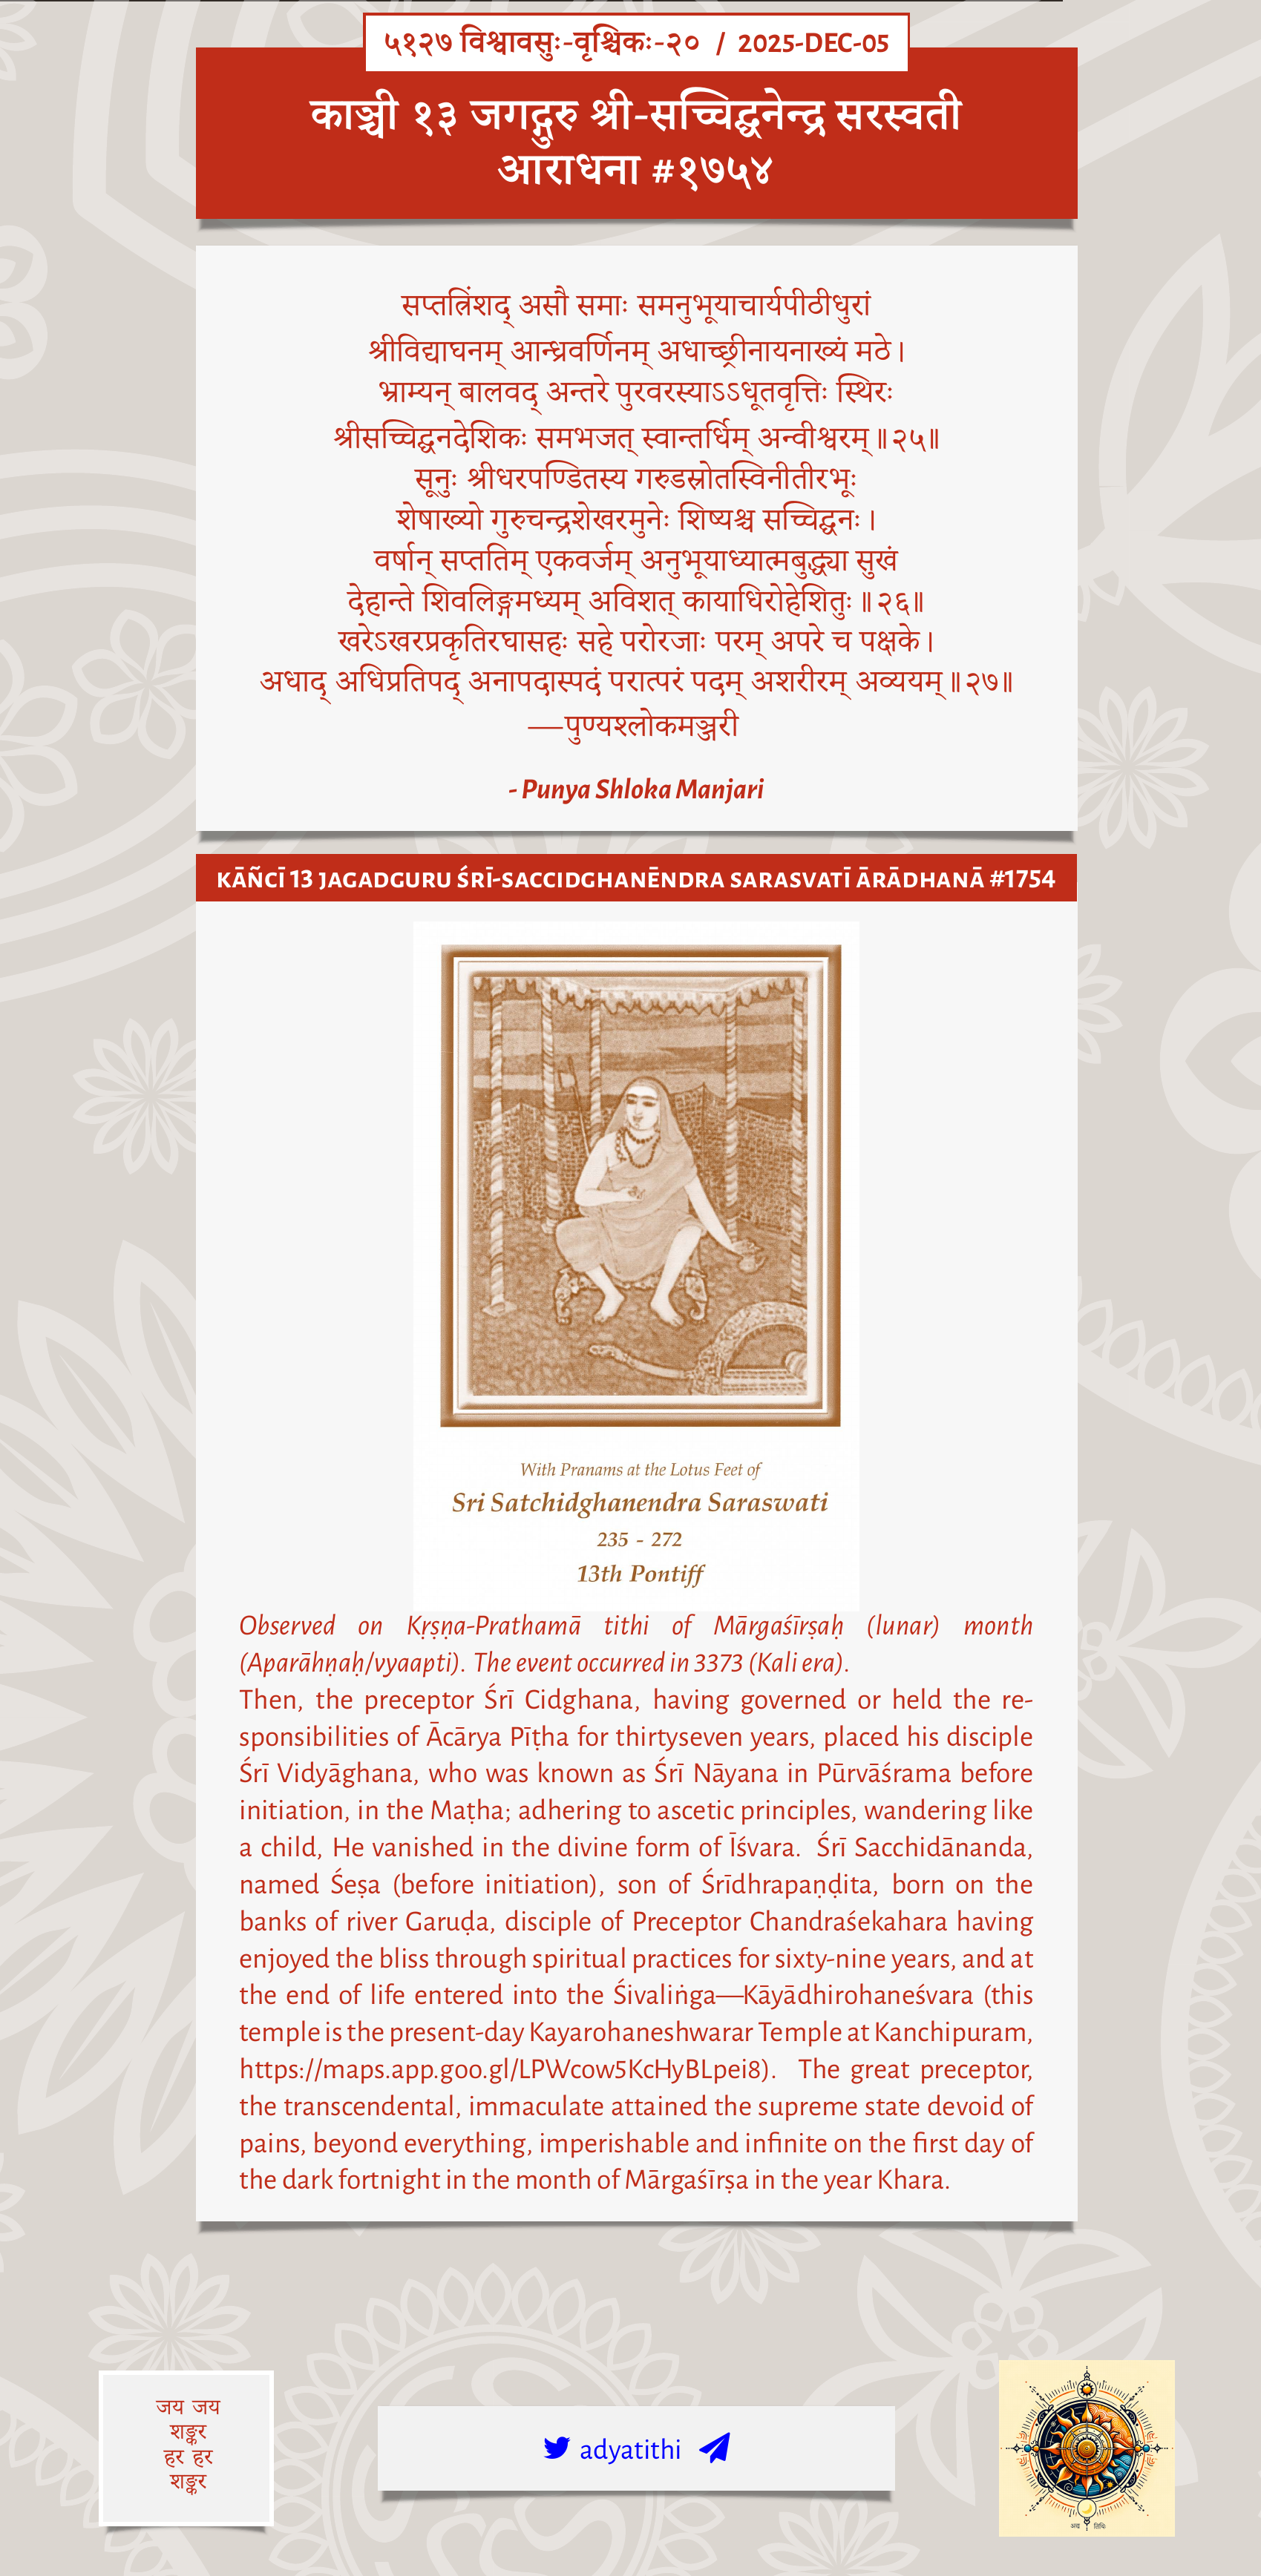 ५१२७ विश्वावसुः-वृश्चिकः-२० / 2025-DEC-05
काञ्ची १३ जगद्गुरु श्री-सच्चिद्घनेन्द्र सरस्वती
आराधना #१७५४
सप्तत्रिंशद् असौ समाः समनुभूयाचार्यपीठीधुरां
श्रीविद्याघनम् आन्ध्रवर्णिनम् अधाच्छ्रीनायनाख्यं मठे।
भ्राम्यन् बालवद् अन्तरे पुरवरस्याऽऽधूतवृत्तिः स्थिरः
श्रीसच्चिद्घनदेशिकः समभजत् स्वान्तर्धिम् अन्वीश्वरम्॥२५॥
सूनुः श्रीधरपण्डितस्य गरुडस्रोतस्विनीतीरभूः
शेषाख्यो गुरुचन्द्रशेखरमुनेः शिष्यश्च सच्चिद्घनः।
वर्षान् सप्ततिम् एकवर्जम् अनुभूयाध्यात्मबुद्ध्या सुखं
देहान्ते शिवलिङ्गमध्यम् अविशत् कायाधिरोहेशितुः॥२६॥
खरेऽखरप्रकृतिरघासहः सहे परोरजाः परम् अपरे च पक्षके।
अधाद् अधिप्रतिपद् अनापदास्पदं परात्परं पदम् अशरीरम् अव्ययम्॥२७॥
—पुण्यश्लोकमञ्जरी
- Punya Shloka Manjari
KĀÑCĪ 13 JAGADGURU ŚRĪ-SACCIDGHANĒNDRA SARASVATĪ ĀRĀDHANĀ #1754
With Pranams at the Lotus Feet of
Sri Satchidghanendra Saraswati
235 - 272
13th Pontiff
Observed on Kṛṣṇa-Prathamā tithi of Mārgaśīrṣaḥ (lunar) month
(Aparāhṇaḥ/vyaapti). The event occurred in 3373 (Kali era).
Then, the preceptor Śrī Cidghana, having governed or held the re-
sponsibilities of Ācārya Pīṭha for thirtyseven years, placed his disciple
Śrī Vidyāghana, who was known as Śrī Nāyana in Pūrvāśrama before
initiation, in the Maṭha; adhering to ascetic principles, wandering like
a child, He vanished in the divine form of Īśvara. Śrī Sacchidānanda,
named Śeṣa (before initiation), son of Śrīdhrapaṇḍita, born on the
banks of river Garuḍa, disciple of Preceptor Chandraśekahara having
enjoyed the bliss through spiritual practices for sixty-nine years, and at
the end of life entered into the Śivaliṅga—Kāyādhirohaneśvara (this
temple is the present-day Kayarohaneshwarar Temple at Kanchipuram,
https://maps.app.goo.gl/LPWcow5KcHyBLpei8). The great preceptor,
the transcendental, immaculate attained the supreme state devoid of
pains, beyond everything, imperishable and infinite on the first day of
the dark fortnight in the month of Mārgaśīrṣa in the year Khara.
जय जय
शङ्कर
हर हर
शङ्कर
adyatithi
अद्य तिथिः